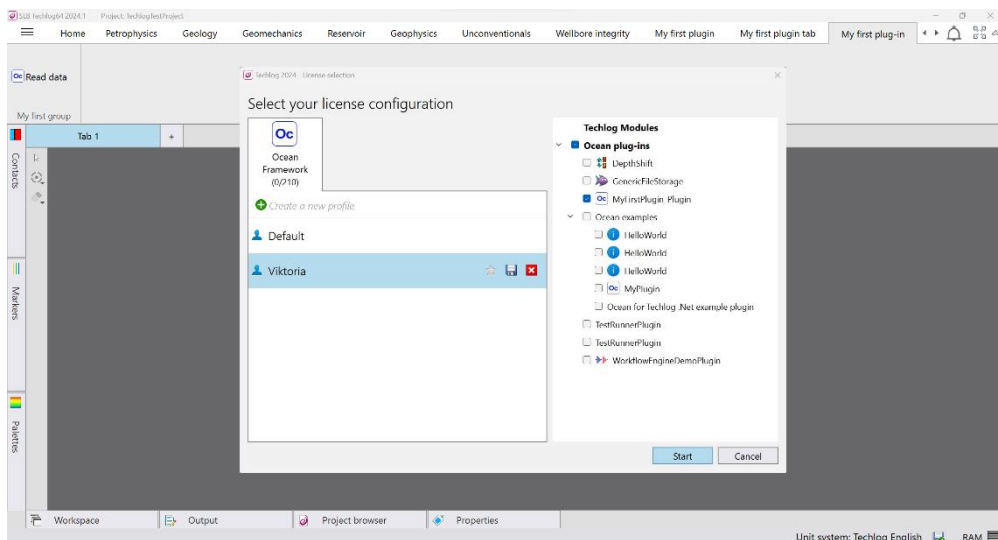 SLB Techlog64 2024.1 Project: TechlogTestProject
Home Petrophysics Geology Geomechanics Reservoir Geophysics Unconventionals Wellbore integrity My first plugin My first plugin tab My first plug-in
Oc Read data
My first group
Tab 1 +
Contacts
Markers
Palettes
Techlog 2024 - License selection
Select your license configuration
Oc
Ocean
Framework
(0/210)
Create a new profile
Default
Viktoria
Techlog Modules
Ocean plug-ins
DepthShift
GenericFileStorage
Oc MyFirstPlugin Plugin
Ocean examples
HelloWorld
HelloWorld
HelloWorld
Oc MyPlugin
Ocean for Techlog .Net example plugin
TestRunnerPlugin
TestRunnerPlugin
WorkflowEngineDemoPlugin
Start Cancel
Workspace Output Project browser Properties
Unit system: Techlog English RAM